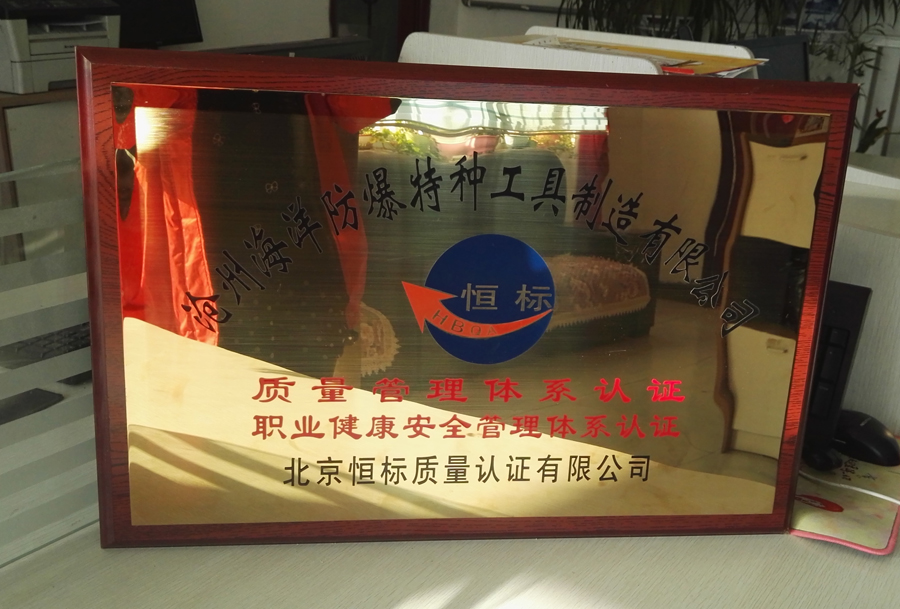 沧州海洋防爆特种工具制造有限公司
恒标
HBQA
质量管理体系认证
职业健康安全管理体系认证
北京恒标质量认证有限公司